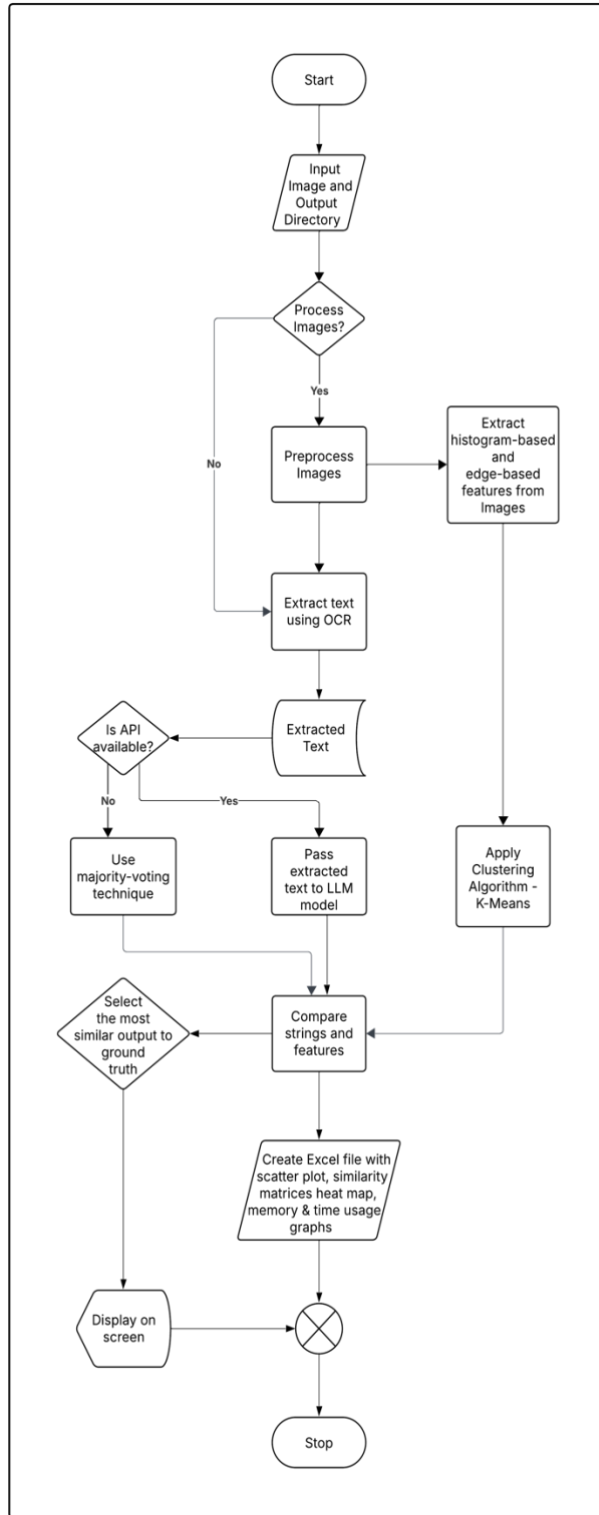 Start
Input
Image and
Output
Directory
Process
Images?
Yes
No
Preprocess
Images
Extract
histogram-based
and
edge-based
features from
Images
Extract text
using OCR
Extracted
Text
Is API
available?
No
Yes
Use
majority-voting
technique
Pass
extracted
text to LLM
model
Apply
Clustering
Algorithm -
K-Means
Select
the most
similar output to
ground
truth
Compare
strings and
features
Create Excel file with
scatter plot, similarity
matrices heat map,
memory & time usage
graphs
Display on
screen
Stop